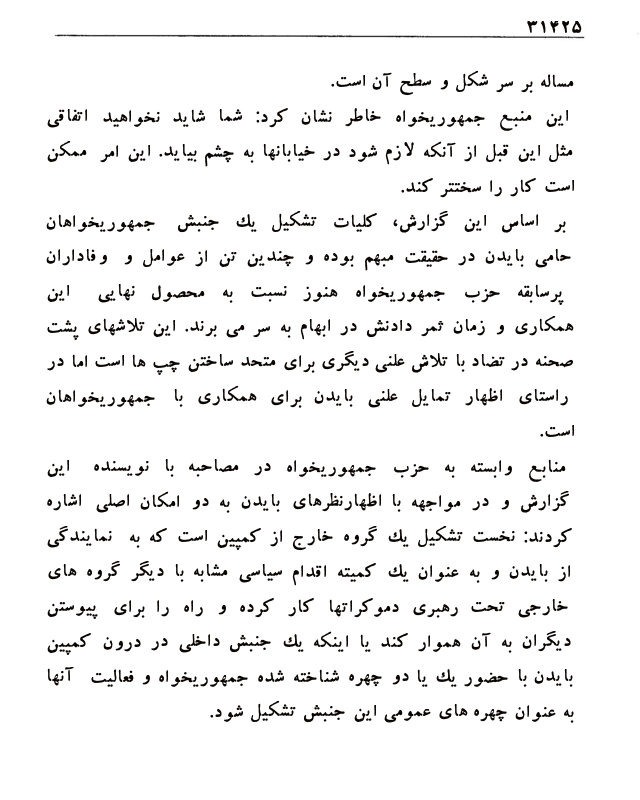 ۳۱۴۲۵
مساله بر سر شکل و سطح آن است.
این منبع جمهوریخواه خاطر نشان کرد: شما شاید نخواهید اتفاقی
مثل این قبل از آنکه لازم شود در خیابانها به چشم بیاید. این امر ممکن
است کار را سختتر کند.
بر اساس این گزارش، کلیات تشکیل یك جنبش جمهوریخواهان
حامی بایدن در حقیقت مبهم بوده و چندین تن از عوامل و وفاداران
پرسابقه حزب جمهوریخواه هنوز نسبت به محصول نهایی این
همکاری و زمان ثمر دادنش در ابهام به سر می برند. این تلاشهای پشت
صحنه در تضاد با تلاش علنی دیگری برای متحد ساختن چپ ها است اما در
راستای اظهار تمایل علنی بایدن برای همکاری با جمهوریخواهان
است.
منابع وابسته به حزب جمهوریخواه در مصاحبه با نویسنده این
گزارش و در مواجهه با اظهارنظرهای بایدن به دو امکان اصلی اشاره
کردند: نخست تشکیل یك گروه خارج از کمپین است که به نمایندگی
از بایدن و به عنوان یك کمیته اقدام سیاسی مشابه با دیگر گروه های
خارجی تحت رهبری دموکراتها کار کرده و راه را برای پیوستن
دیگران به آن هموار کند یا اینکه یك جنبش داخلی در درون کمپین
بایدن با حضور یك یا دو چهره شناخته شده جمهوریخواه و فعالیت آنها
به عنوان چهره های عمومی این جنبش تشکیل شود.